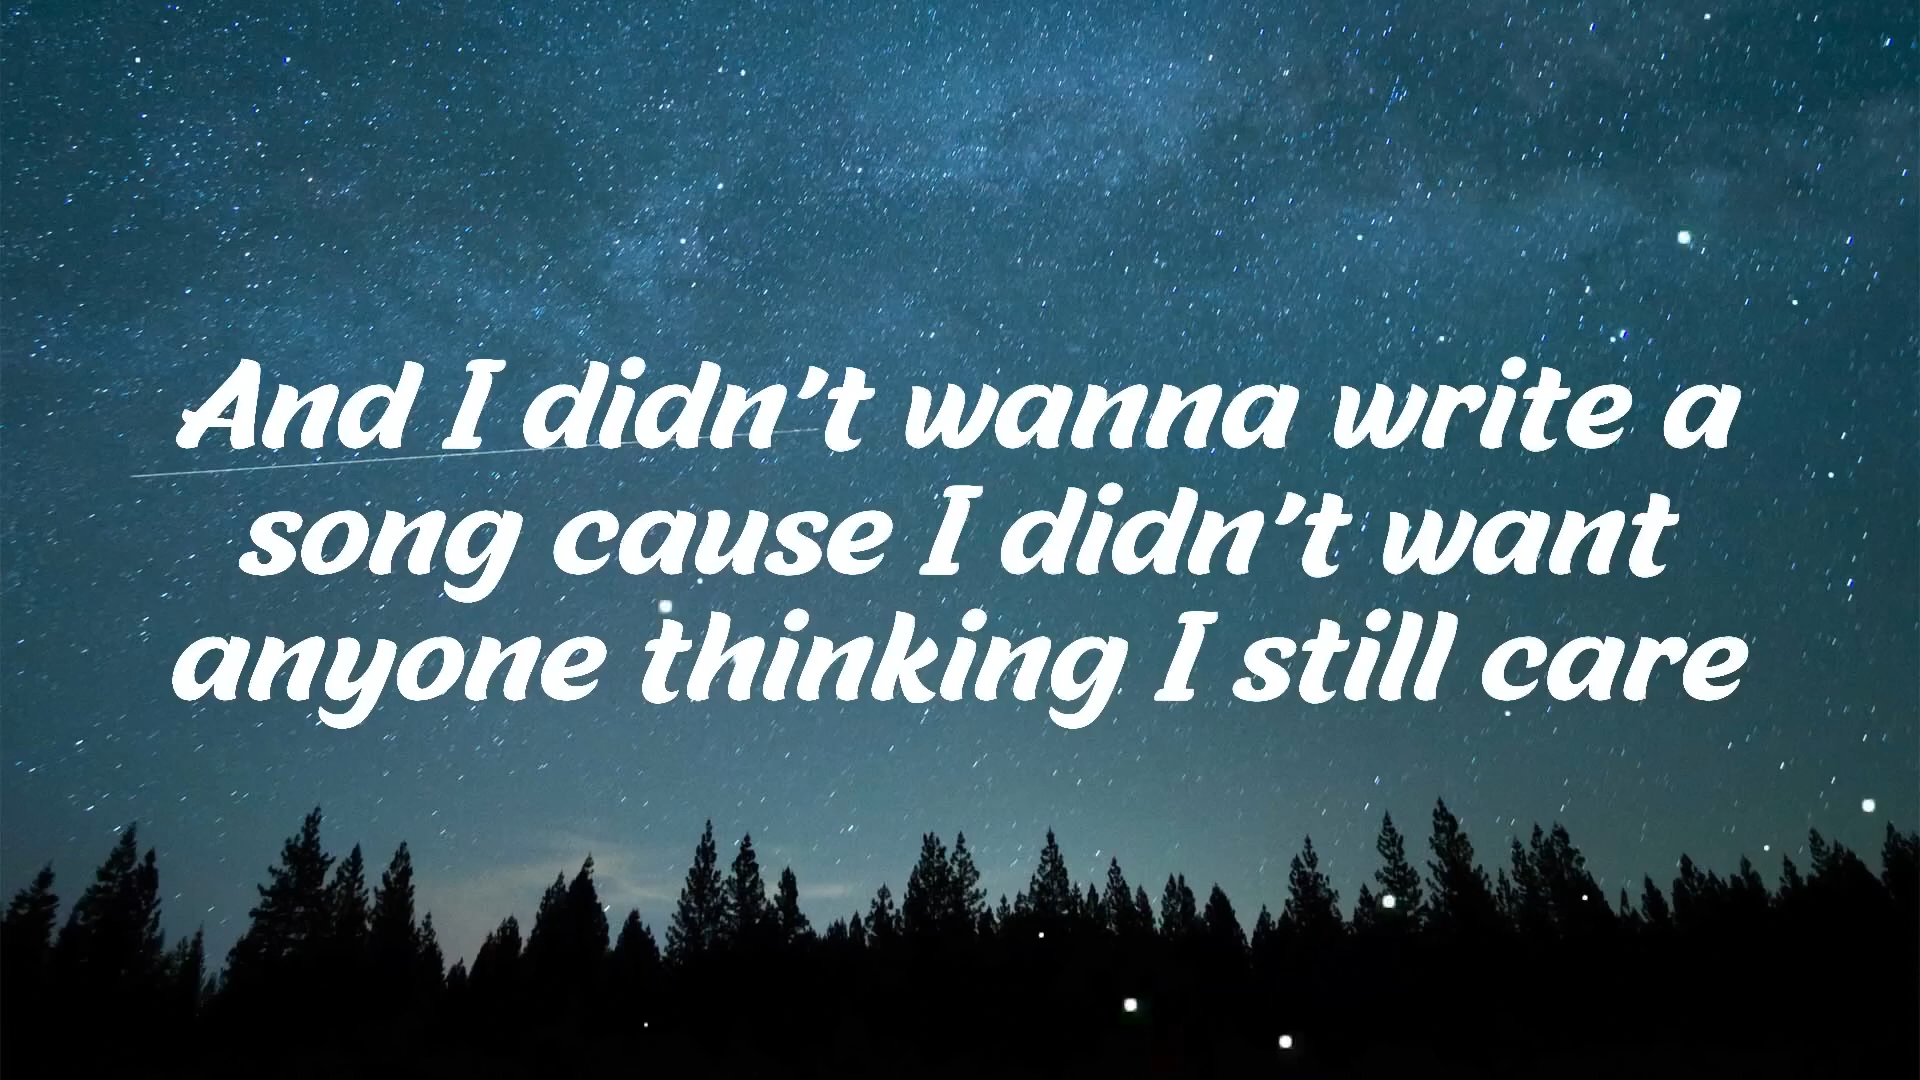 And I didn't wanna write a
song cause I didn't want
anyone thinking I still care